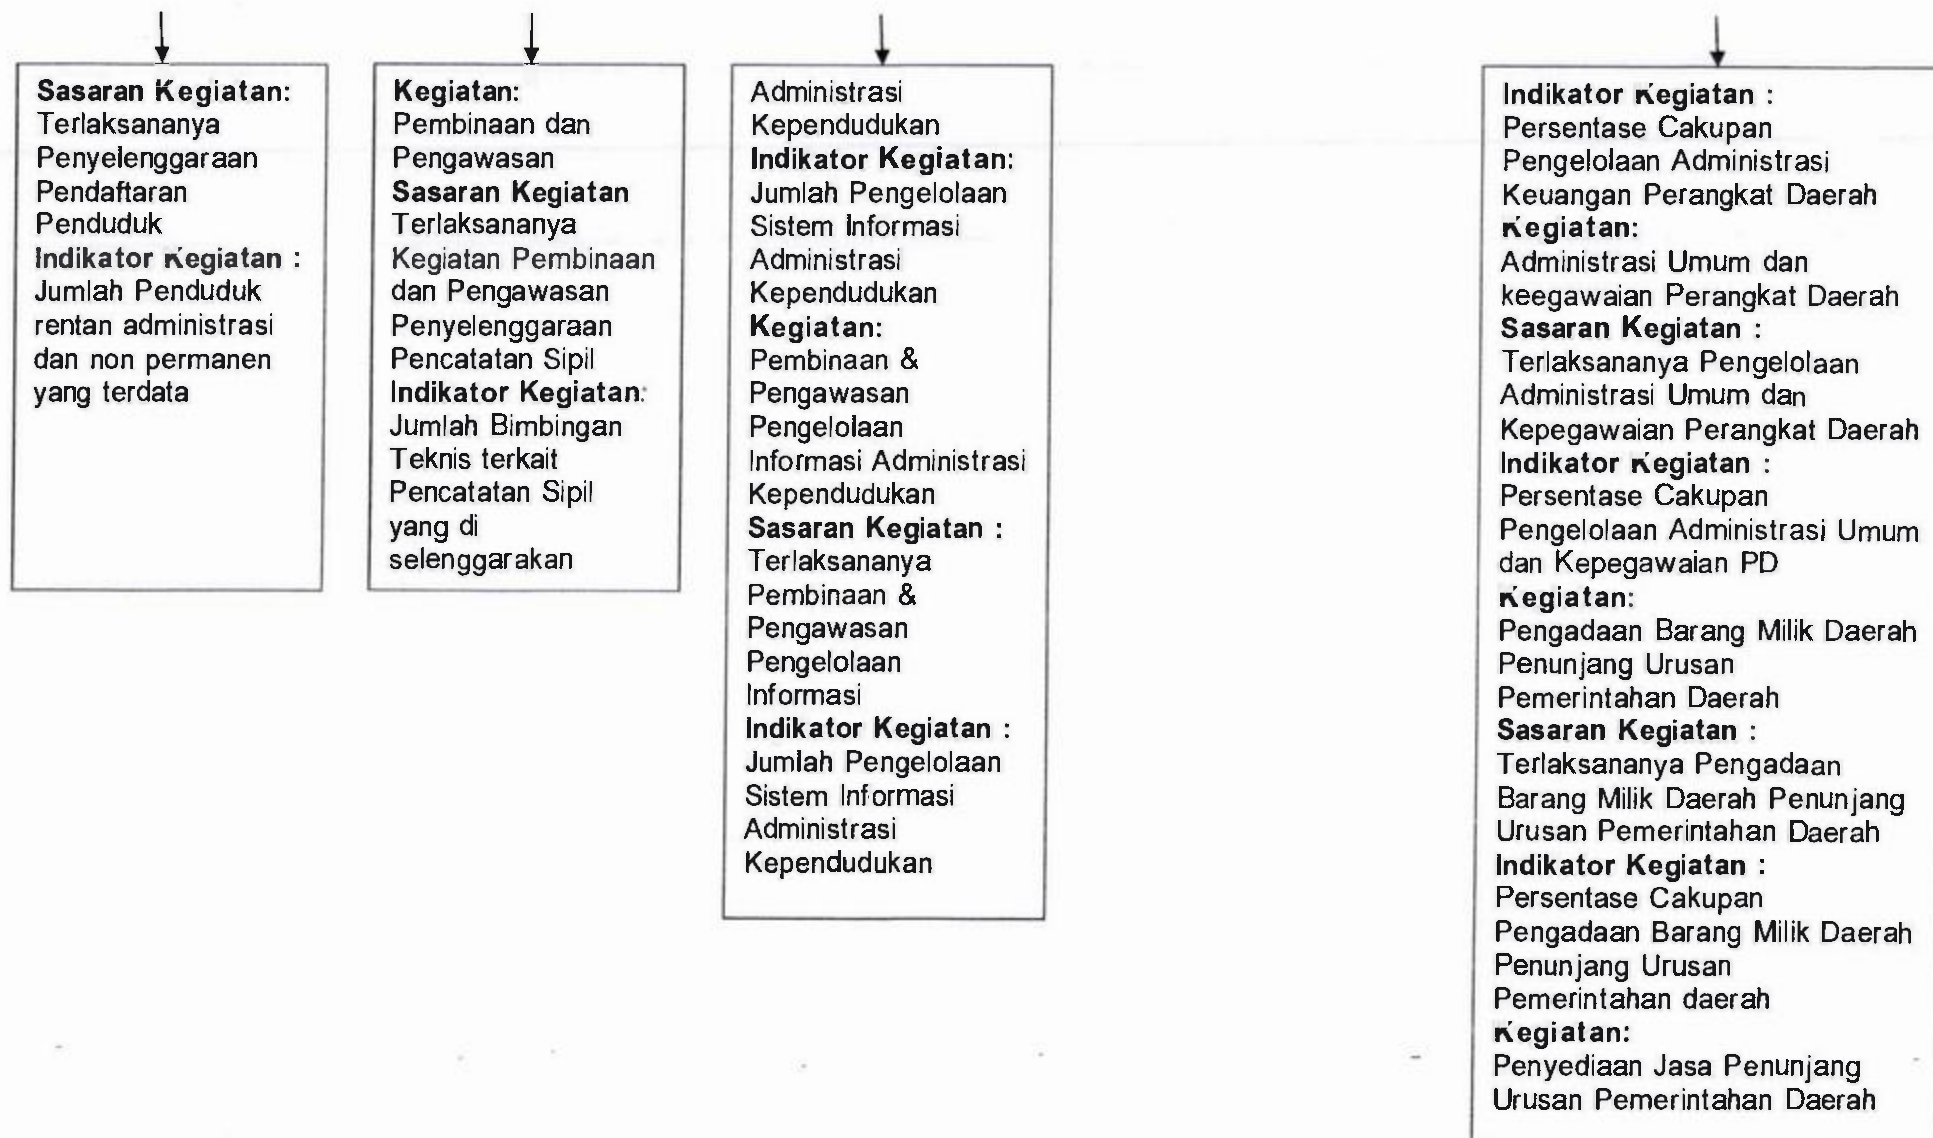 Sasaran Kegiatan:
Terlaksananya
Penyelenggaraan
Pendaftaran
Penduduk
Indikator Kegiatan :
Jumlah Penduduk
rentan administrasi
dan non permanen
yang terdata
Kegiatan:
Pembinaan dan
Pengawasan
Sasaran Kegiatan
Terlaksananya
Kegiatan Pembinaan
dan Pengawasan
Penyelenggaraan
Pencatatan Sipil
Indikator Kegiatan:
Jumlah Bimbingan
Teknis terkait
Pencatatan Sipil
yang di
selenggarakan
Administrasi
Kependudukan
Indikator Kegiatan:
Jumlah Pengelolaan
Sistem Informasi
Administrasi
Kependudukan
Kegiatan:
Pembinaan &
Pengawasan
Pengelolaan
Informasi Administrasi
Kependudukan
Sasaran Kegiatan :
Terlaksananya
Pembinaan &
Pengawasan
Pengelolaan
Informasi
Indikator Kegiatan :
Jumlah Pengelolaan
Sistem Informasi
Administrasi
Kependudukan
Indikator Kegiatan :
Persentase Cakupan
Pengelolaan Administrasi
Keuangan Perangkat Daerah
Kegiatan:
Administrasi Umum dan
keegawaian Perangkat Daerah
Sasaran Kegiatan :
Terlaksananya Pengelolaan
Administrasi Umum dan
Kepegawaian Perangkat Daerah
Indikator Kegiatan :
Persentase Cakupan
Pengelolaan Administrasi Umum
dan Kepegawaian PD
Kegiatan:
Pengadaan Barang Milik Daerah
Penunjang Urusan
Pemerintahan Daerah
Sasaran Kegiatan :
Terlaksananya Pengadaan
Barang Milik Daerah Penunjang
Urusan Pemerintahan Daerah
Indikator Kegiatan :
Persentase Cakupan
Pengadaan Barang Milik Daerah
Penunjang Urusan
Pemerintahan daerah
Kegiatan:
Penyediaan Jasa Penunjang
Urusan Pemerintahan Daerah